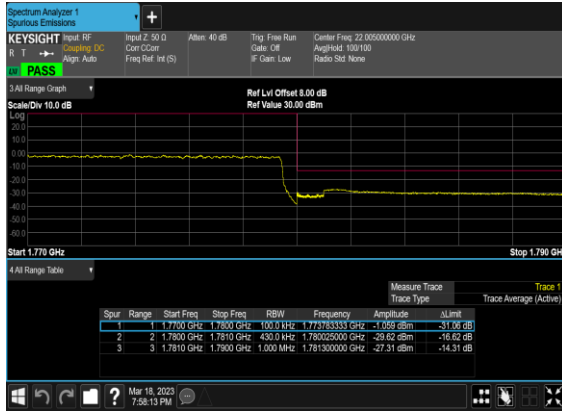 Spectrum Analyzer 1
Spurious Emissions
KEYSIGHT
R T
LXI PASS
Input: RF
Coupling: DC
Align: Auto
Input Z: 50 Ω
Corr CCorr
Freq Ref: Int (S)
Atten: 40 dB
Trig: Free Run
Gate: Off
IF Gain: Low
Center Freq: 22.005000000 GHz
Avg|Hold: 100/100
Radio Std: None
3 All Range Graph
Scale/Div 10.0 dB
Ref Lvl Offset 8.00 dB
Ref Value 30.00 dBm
Log
20.0
10.0
0.00
-10.0
-20.0
-30.0
-40.0
-50.0
-60.0
Start 1.770 GHz
Stop 1.790 GHz
4 All Range Table
Measure Trace Trace 1
Trace Type Trace Average (Active)
Spur Range Start Freq Stop Freq RBW Frequency Amplitude ΔLimit
1 1 1.7700 GHz 1.7800 GHz 100.0 kHz 1.773783333 GHz -1.059 dBm -31.06 dB
2 2 1.7800 GHz 1.7810 GHz 430.0 kHz 1.780025000 GHz -29.62 dBm -16.62 dB
3 3 1.7810 GHz 1.7900 GHz 1.000 MHz 1.781300000 GHz -27.31 dBm -14.31 dB
Mar 18, 2023
7:58:13 PM